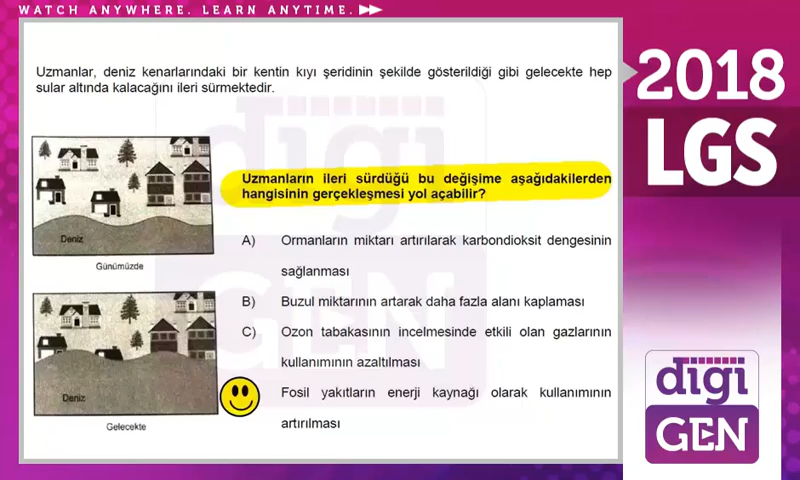 WATCH ANYWHERE. LEARN ANYTIME.
Uzmanlar, deniz kenarlarındaki bir kentin kıyı şeridinin şekilde gösterildiği gibi gelecekte hep
sular altında kalacağını ileri sürmektedir.
Deniz
Günümüzde
Deniz
Gelecekte
Uzmanların ileri sürdüğü bu değişime aşağıdakilerden
hangisinin gerçekleşmesi yol açabilir?
A) Ormanların miktarı artırılarak karbondioksit dengesinin
sağlanması
B) Buzul miktarının artarak daha fazla alanı kaplaması
C) Ozon tabakasının incelmesinde etkili olan gazlarının
kullanımının azaltılması
Fosil yakıtların enerji kaynağı olarak kullanımının
artırılması
2018
LGS
digi
GEN
digi
GEN